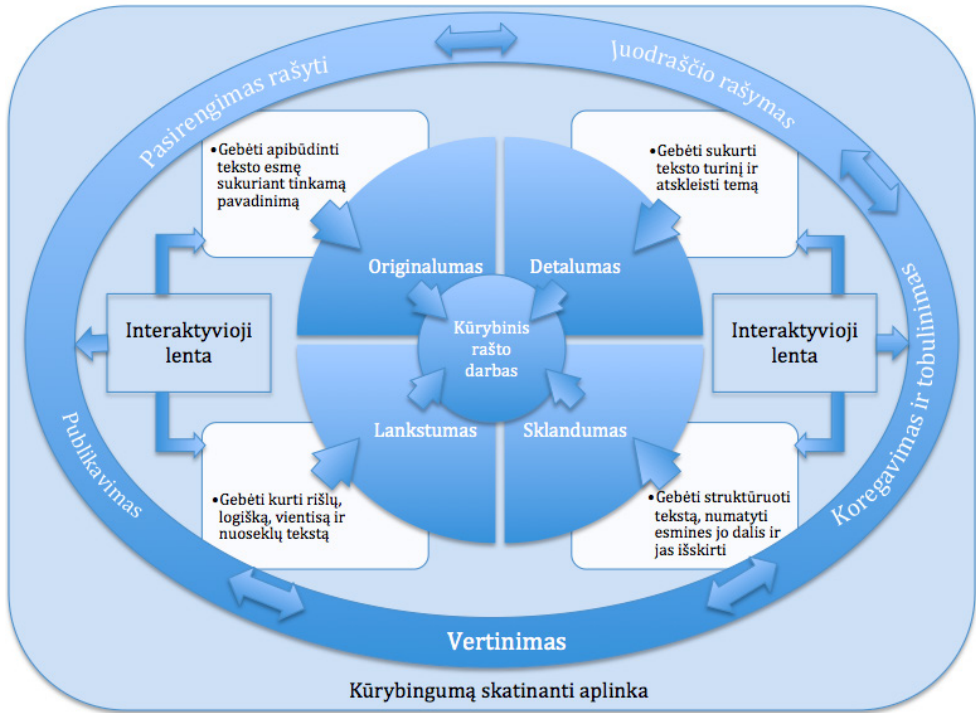 Pasirengimas rašyti
Juodraščio rašymas
•Gebėti apibūdinti
teksto esmę
sukuriant tinkamą
pavadinimą
•Gebėti sukurti
teksto turinį ir
atskleisti temą
Originalumas
Detalumas
Interaktyvioji
lenta
Kūrybinis
rašto
darbas
Interaktyvioji
lenta
Koregavimas ir tobulinimas
Publikavimas
Lankstumas
Sklandumas
•Gebėti kurti rišlų,
logišką, vientisą ir
nuoseklų tekstą
•Gebėti struktūruoti
tekstą, numatyti
esmines jo dalis ir
jas išskirti
Vertinimas
Kūrybingumą skatinanti aplinka